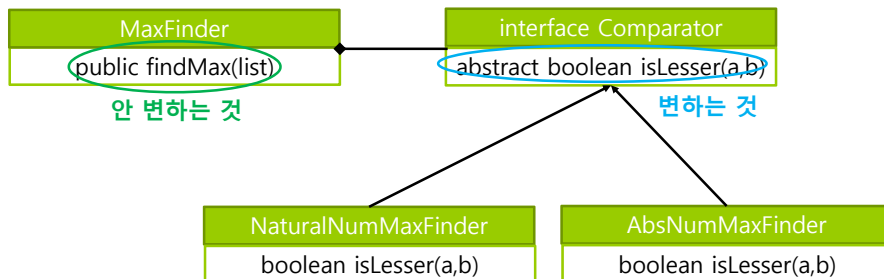 MaxFinder
public findMax(list)
안 변하는 것
interface Comparator
abstract boolean isLesser(a,b)
변하는 것
NaturalNumMaxFinder
boolean isLesser(a,b)
AbsNumMaxFinder
boolean isLesser(a,b)